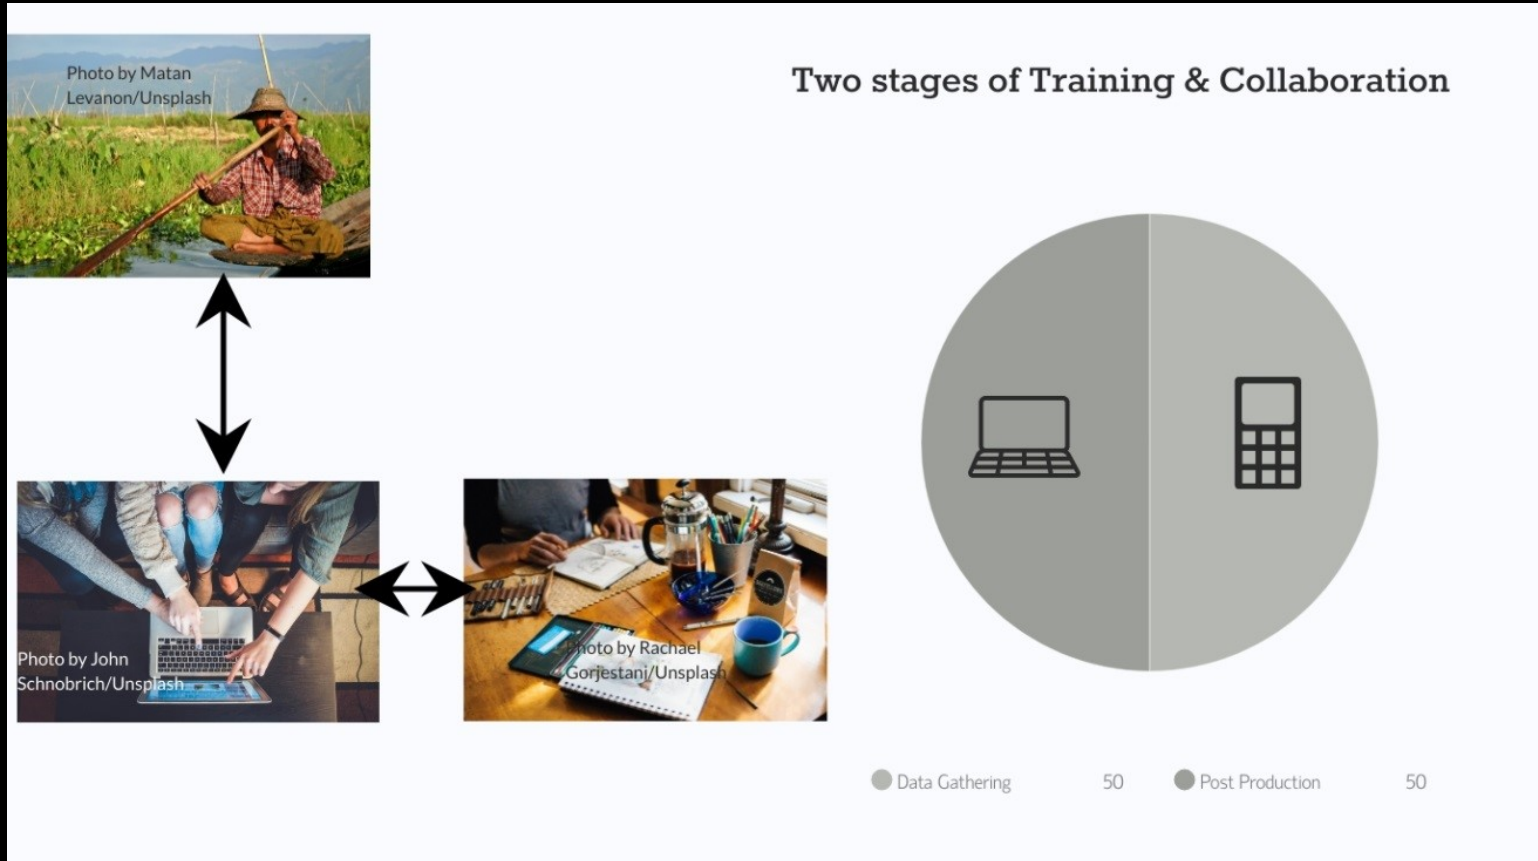 Photo by Matan
Levanon/Unsplash
Two stages of Training & Collaboration
Photo by John
Schnobrich/Unsplash
Photo by Rachael
Gorjestani/Unsplash
Data Gathering 50 Post Production 50